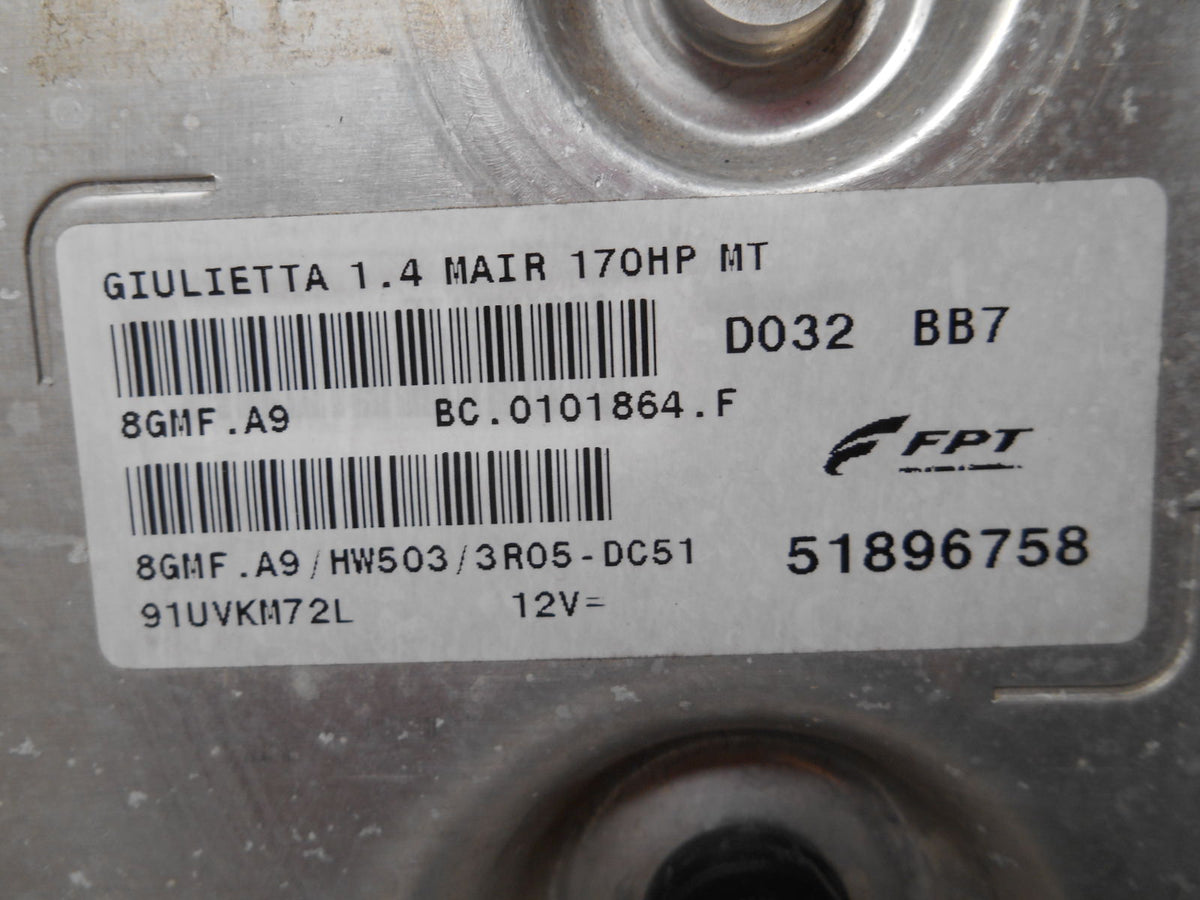 GIULIETTA 1.4 MAIR 170HP MT
D032 BB7
8GMF.A9 BC.0101864.F
FPT
8GMF.A9/HW503/3R05-DC51
51896758
91UVKM72L 12V=